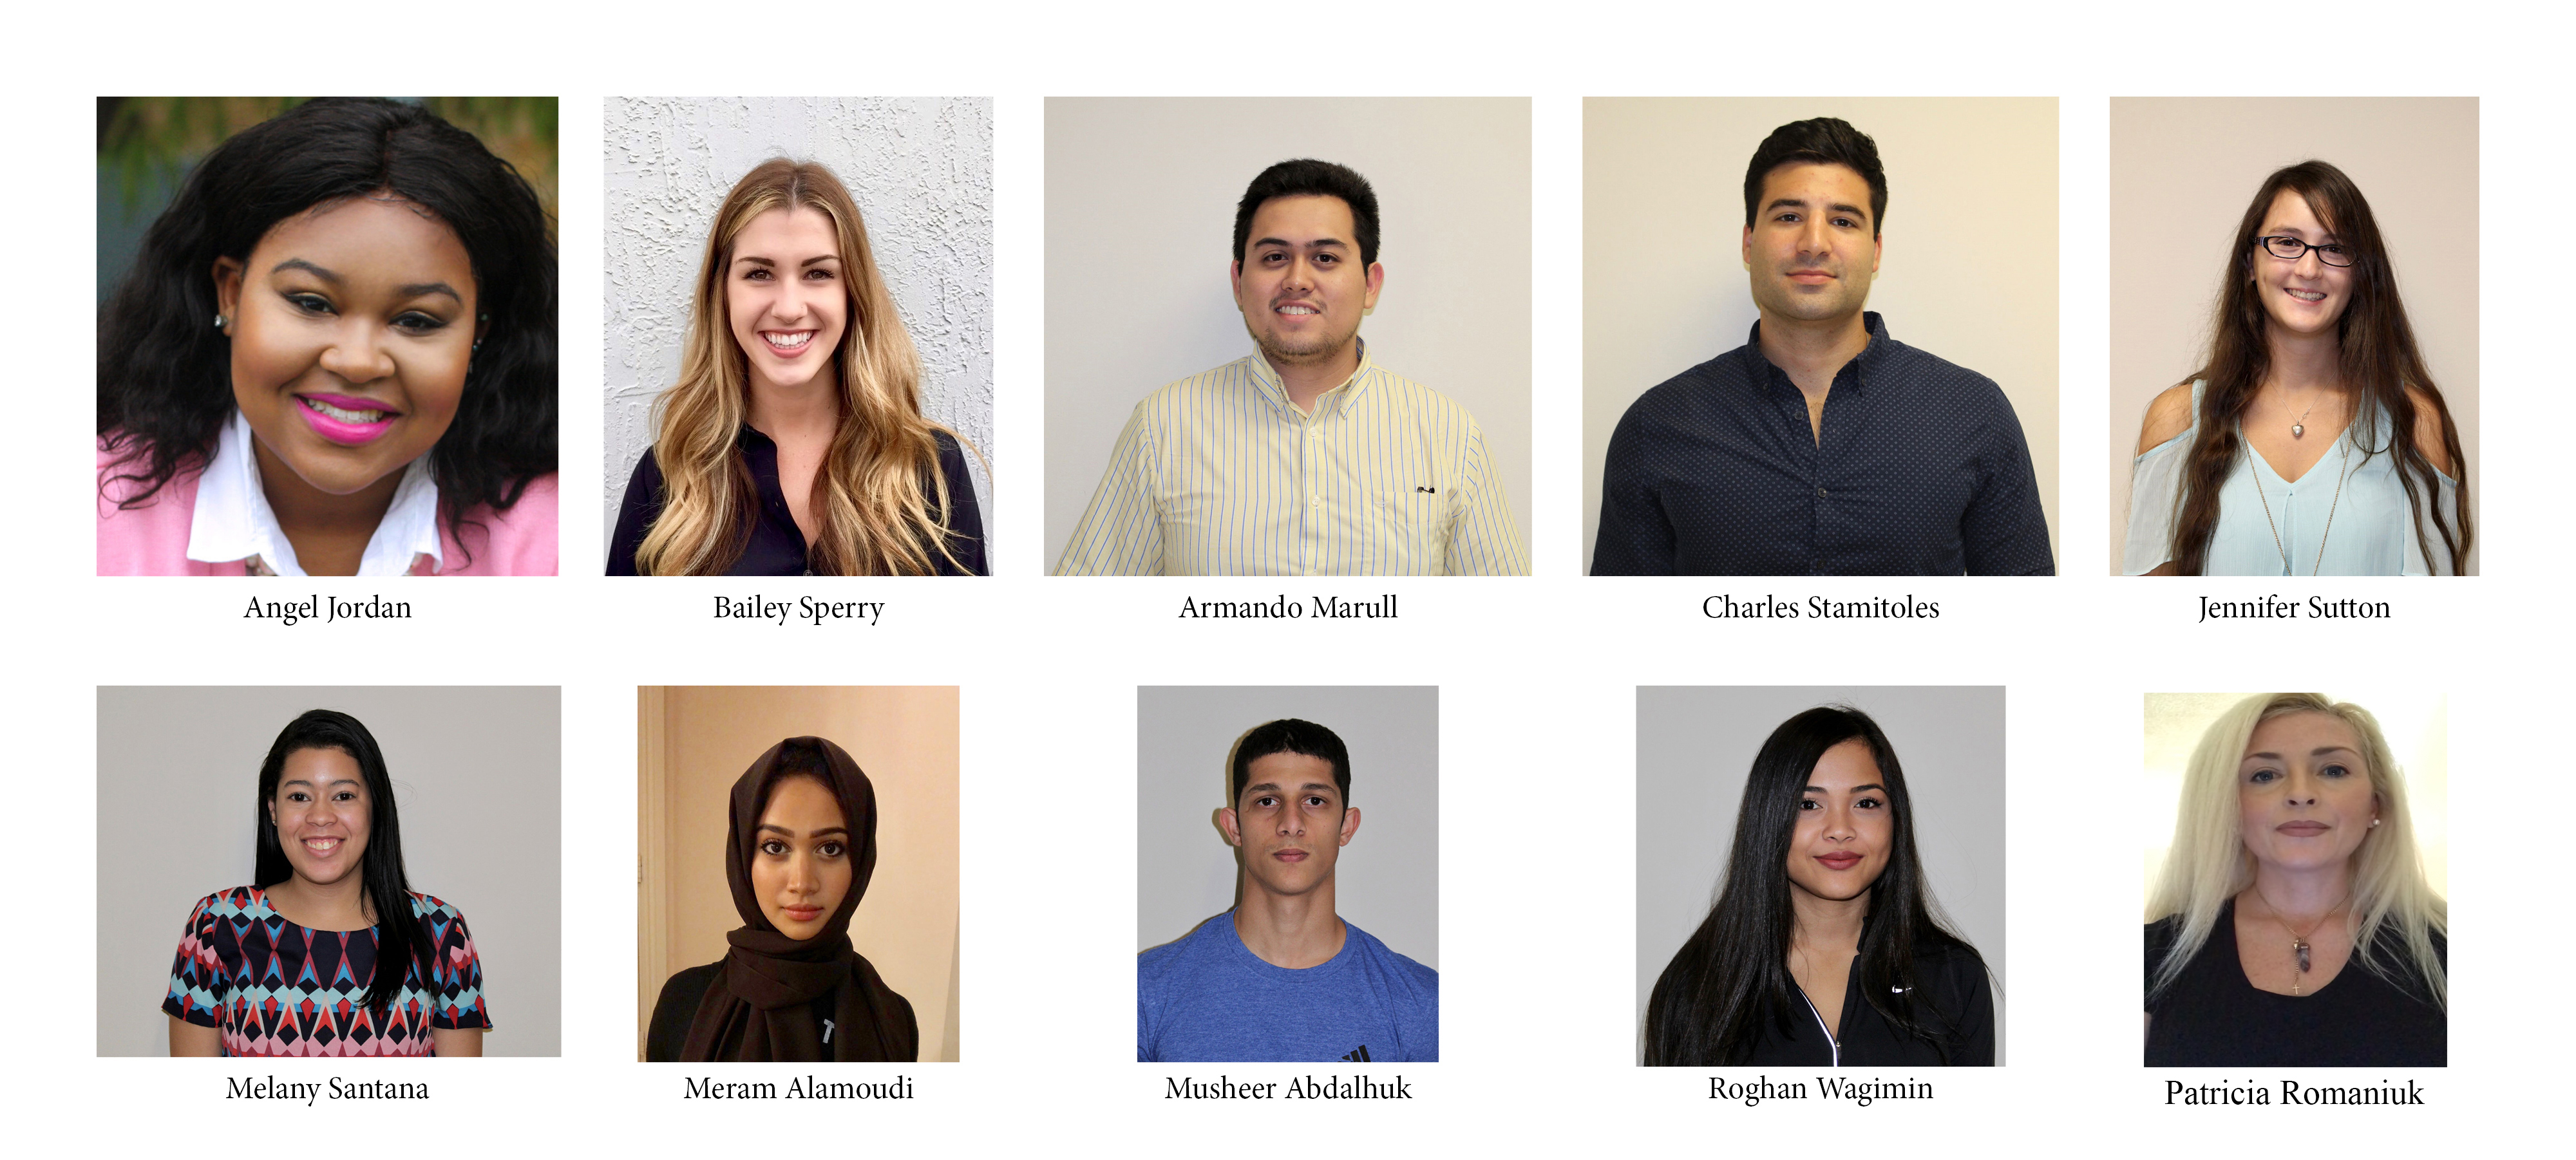 Angel Jordan
Bailey Sperry
Armando Marull
Charles Stamitoles
Jennifer Sutton
Melany Santana
Meram Alamoudi
Musheer Abdalhuk
Roghan Wagimin
Patricia Romaniuk